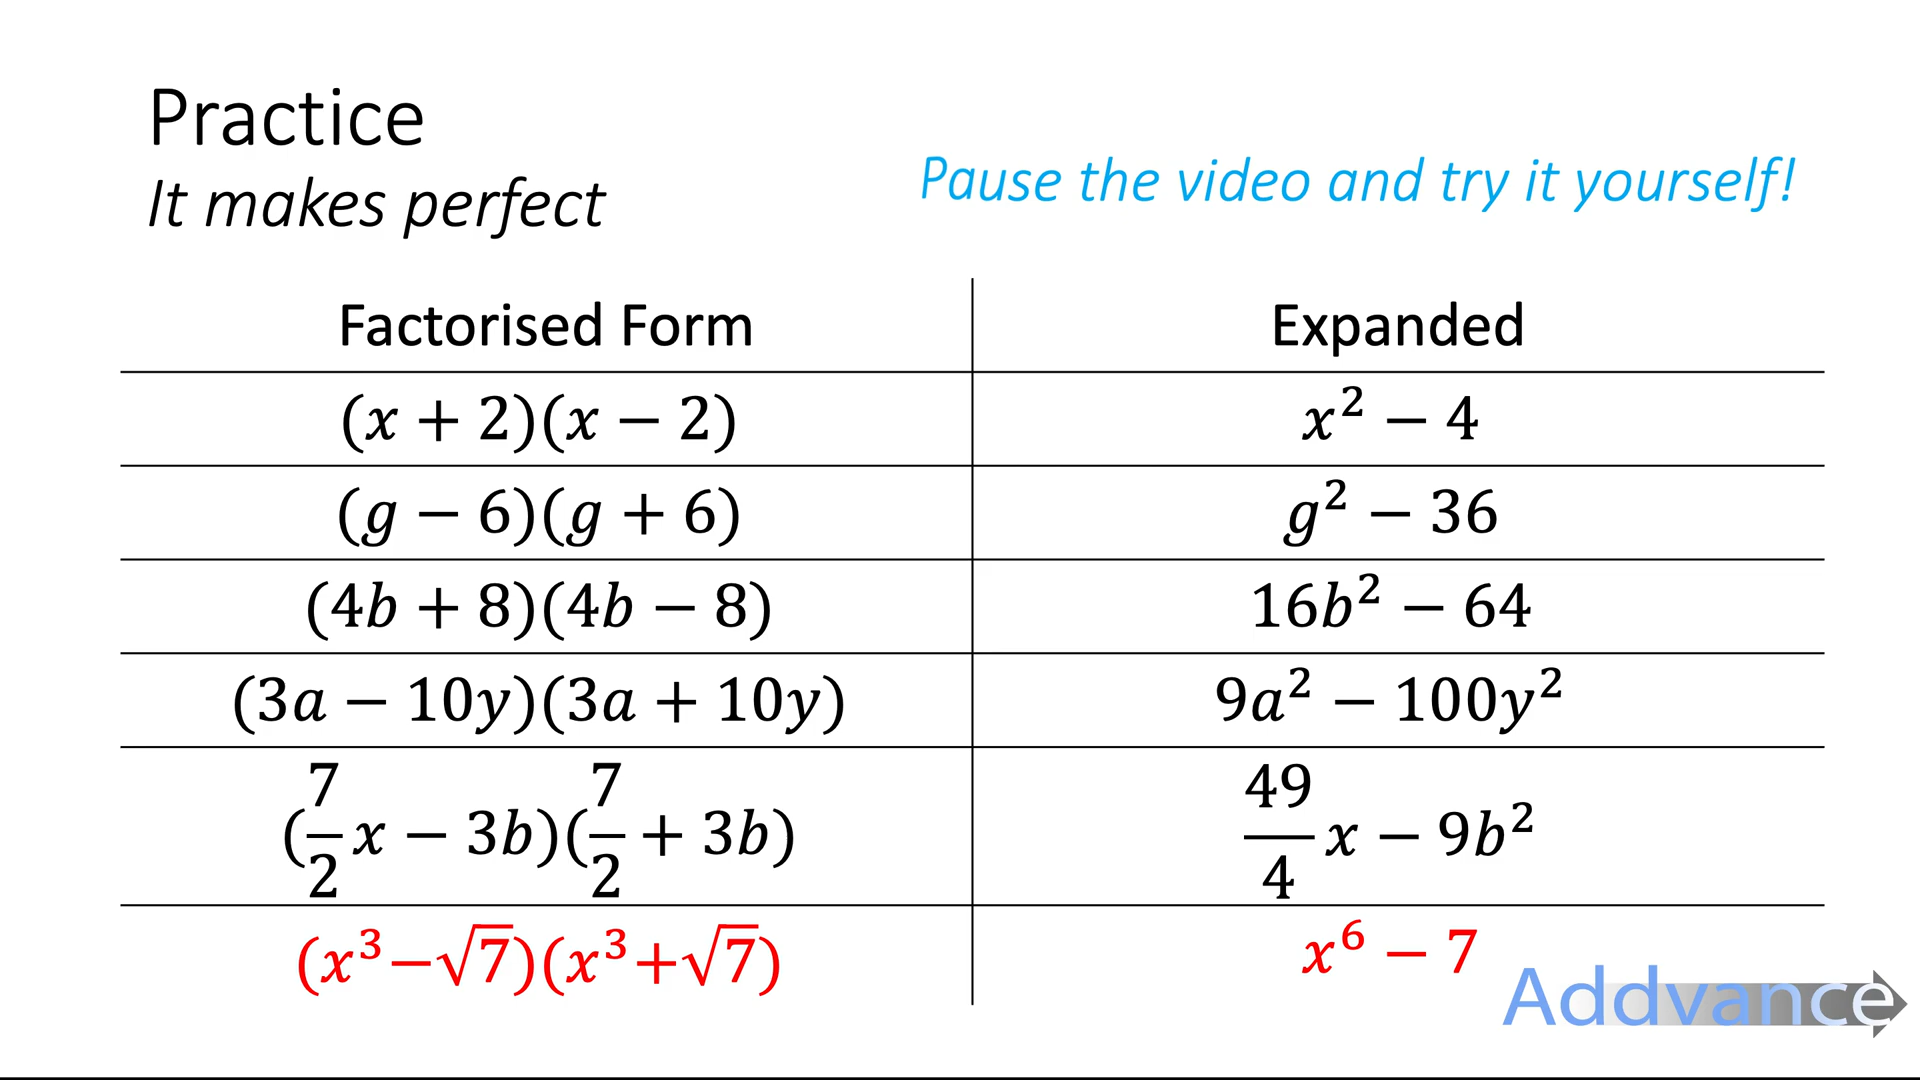 Practice
It makes perfect
Pause the video and try it yourself!
Factorised Form Expanded
(x + 2)(x − 2) x² − 4
(g − 6)(g + 6) g² − 36
(4b + 8)(4b − 8) 16b² − 64
(3a − 10y)(3a + 10y) 9a² − 100y²
(7/2 x − 3b)(7/2 + 3b) 49/4 x − 9b²
(x³−√7)(x³+√7) x⁶ − 7
Addvance